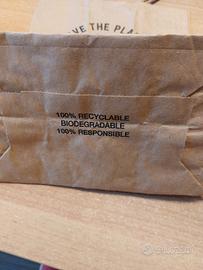 VE THE PLA
100% RECYCLABLE
BIODEGRADABLE
100% RESPONSIBLE